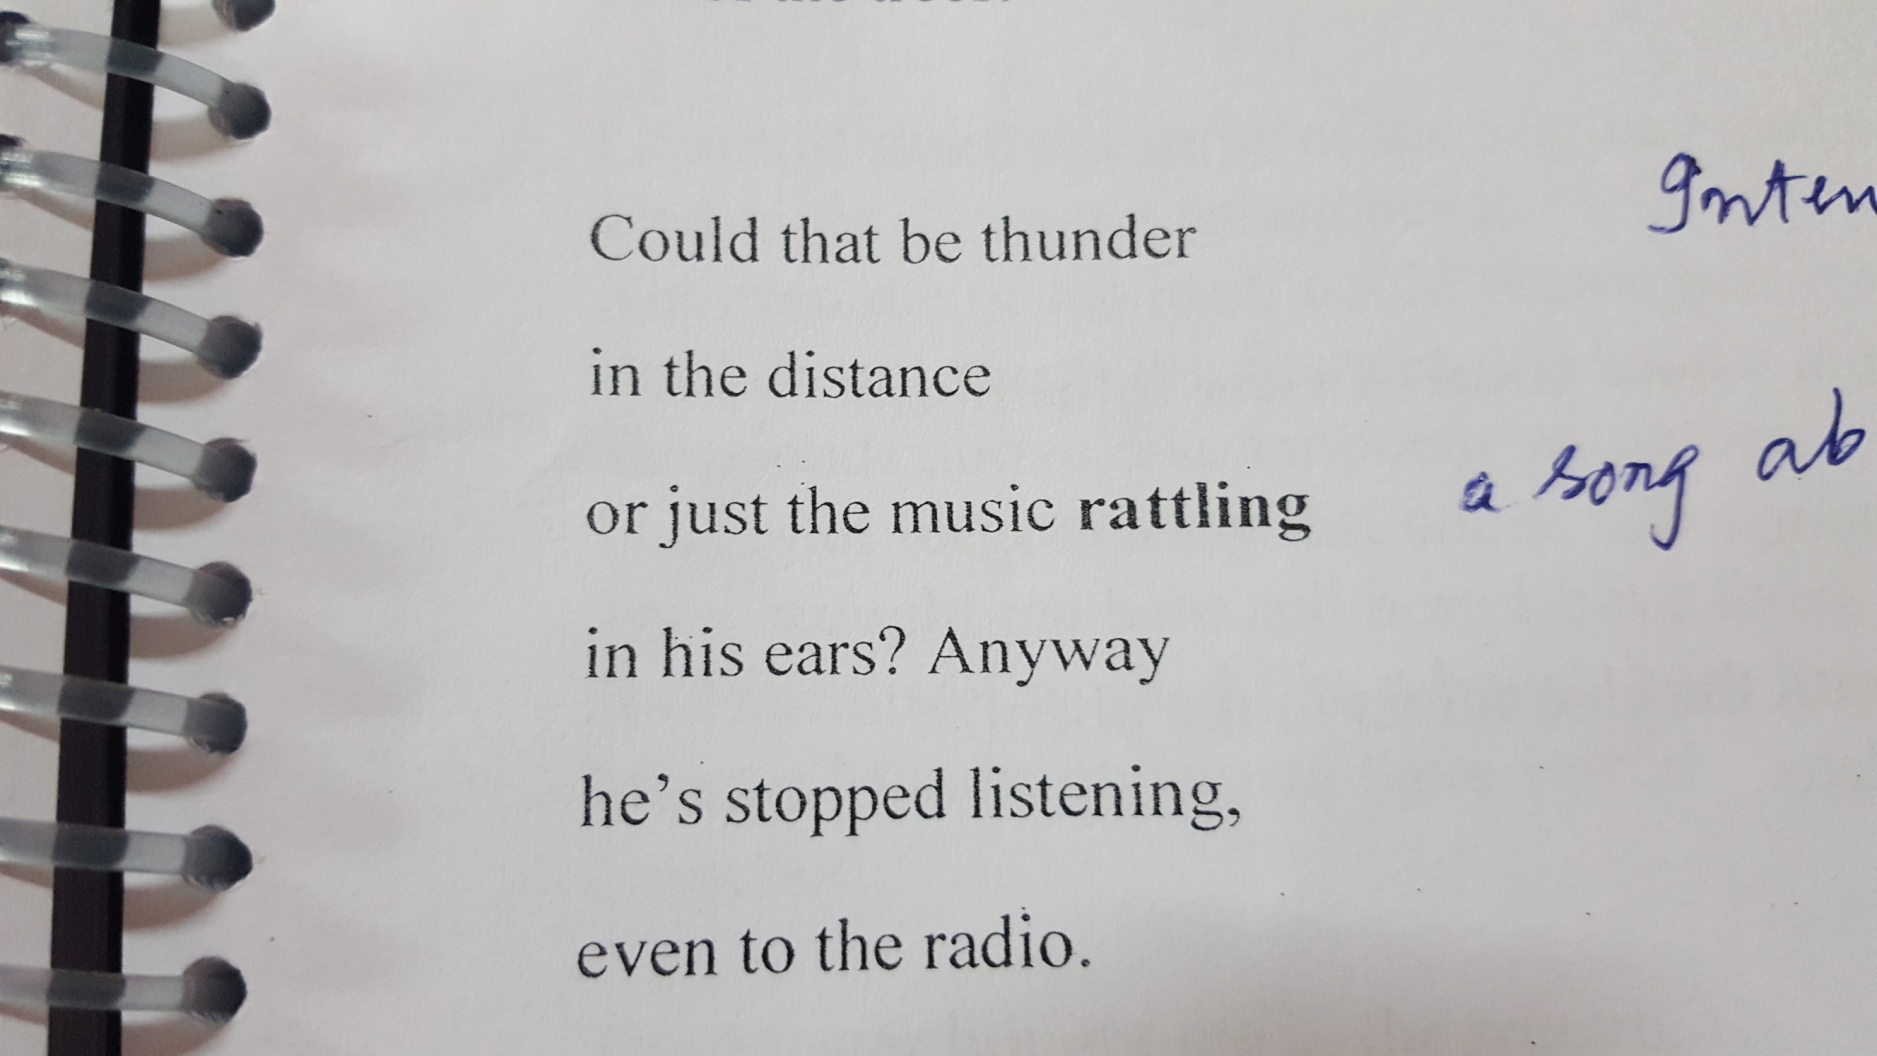 Could that be thunder
in the distance
or just the music rattling
a song ab
in his ears? Anyway
he's stopped listening,
even to the radio.